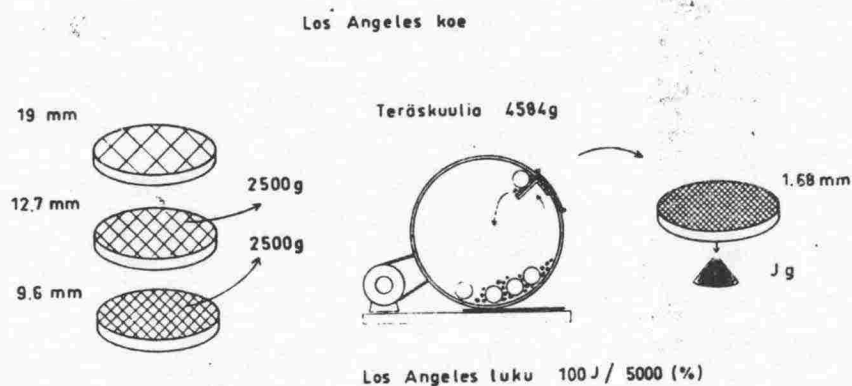 Los Angeles koe
19 mm
12.7 mm
9.6 mm
2500g
2500g
Teräskuulia 4584g
1.68 mm
J g
Los Angeles luku 100J/ 5000 (%)